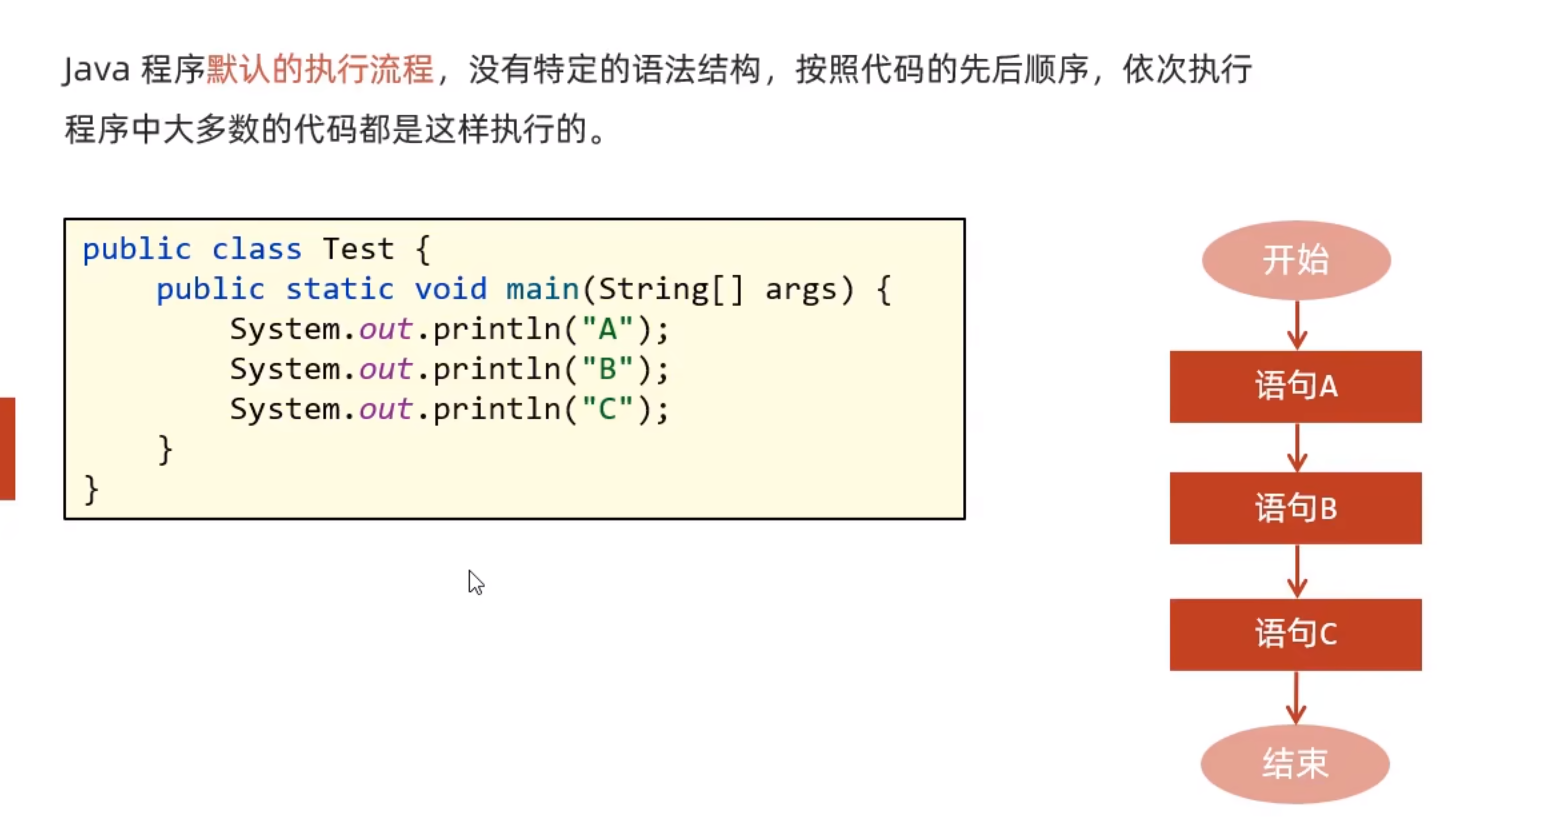 Java 程序默认的执行流程，没有特定的语法结构，按照代码的先后顺序，依次执行
程序中大多数的代码都是这样执行的。
public class Test {
    public static void main(String[] args) {
        System.out.println("A");
        System.out.println("B");
        System.out.println("C");
    }
}
开始
语句A
语句B
语句C
结束